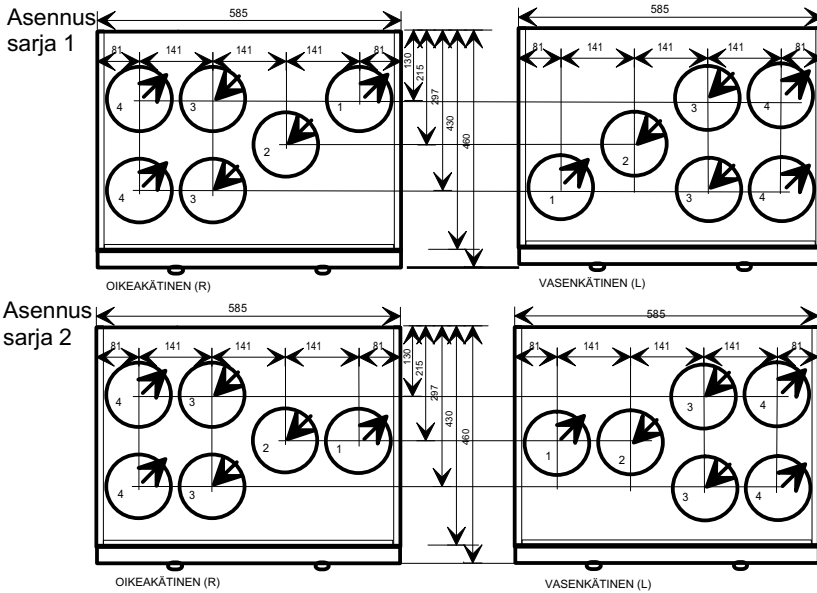 Asennus
sarja 1
585
81 141 141 141 81
4 3 1
2
4 3
130
215
297
430
460
OIKEAKÄTINEN (R)
585
81 141 141 141 81
3 4
2
1 3 4
VASENKÄTINEN (L)
Asennus
sarja 2
585
81 141 141 141 81
4 3
2 1
4 3
130
215
297
430
460
OIKEAKÄTINEN (R)
585
81 141 141 141 81
3 4
1 2
3 4
VASENKÄTINEN (L)